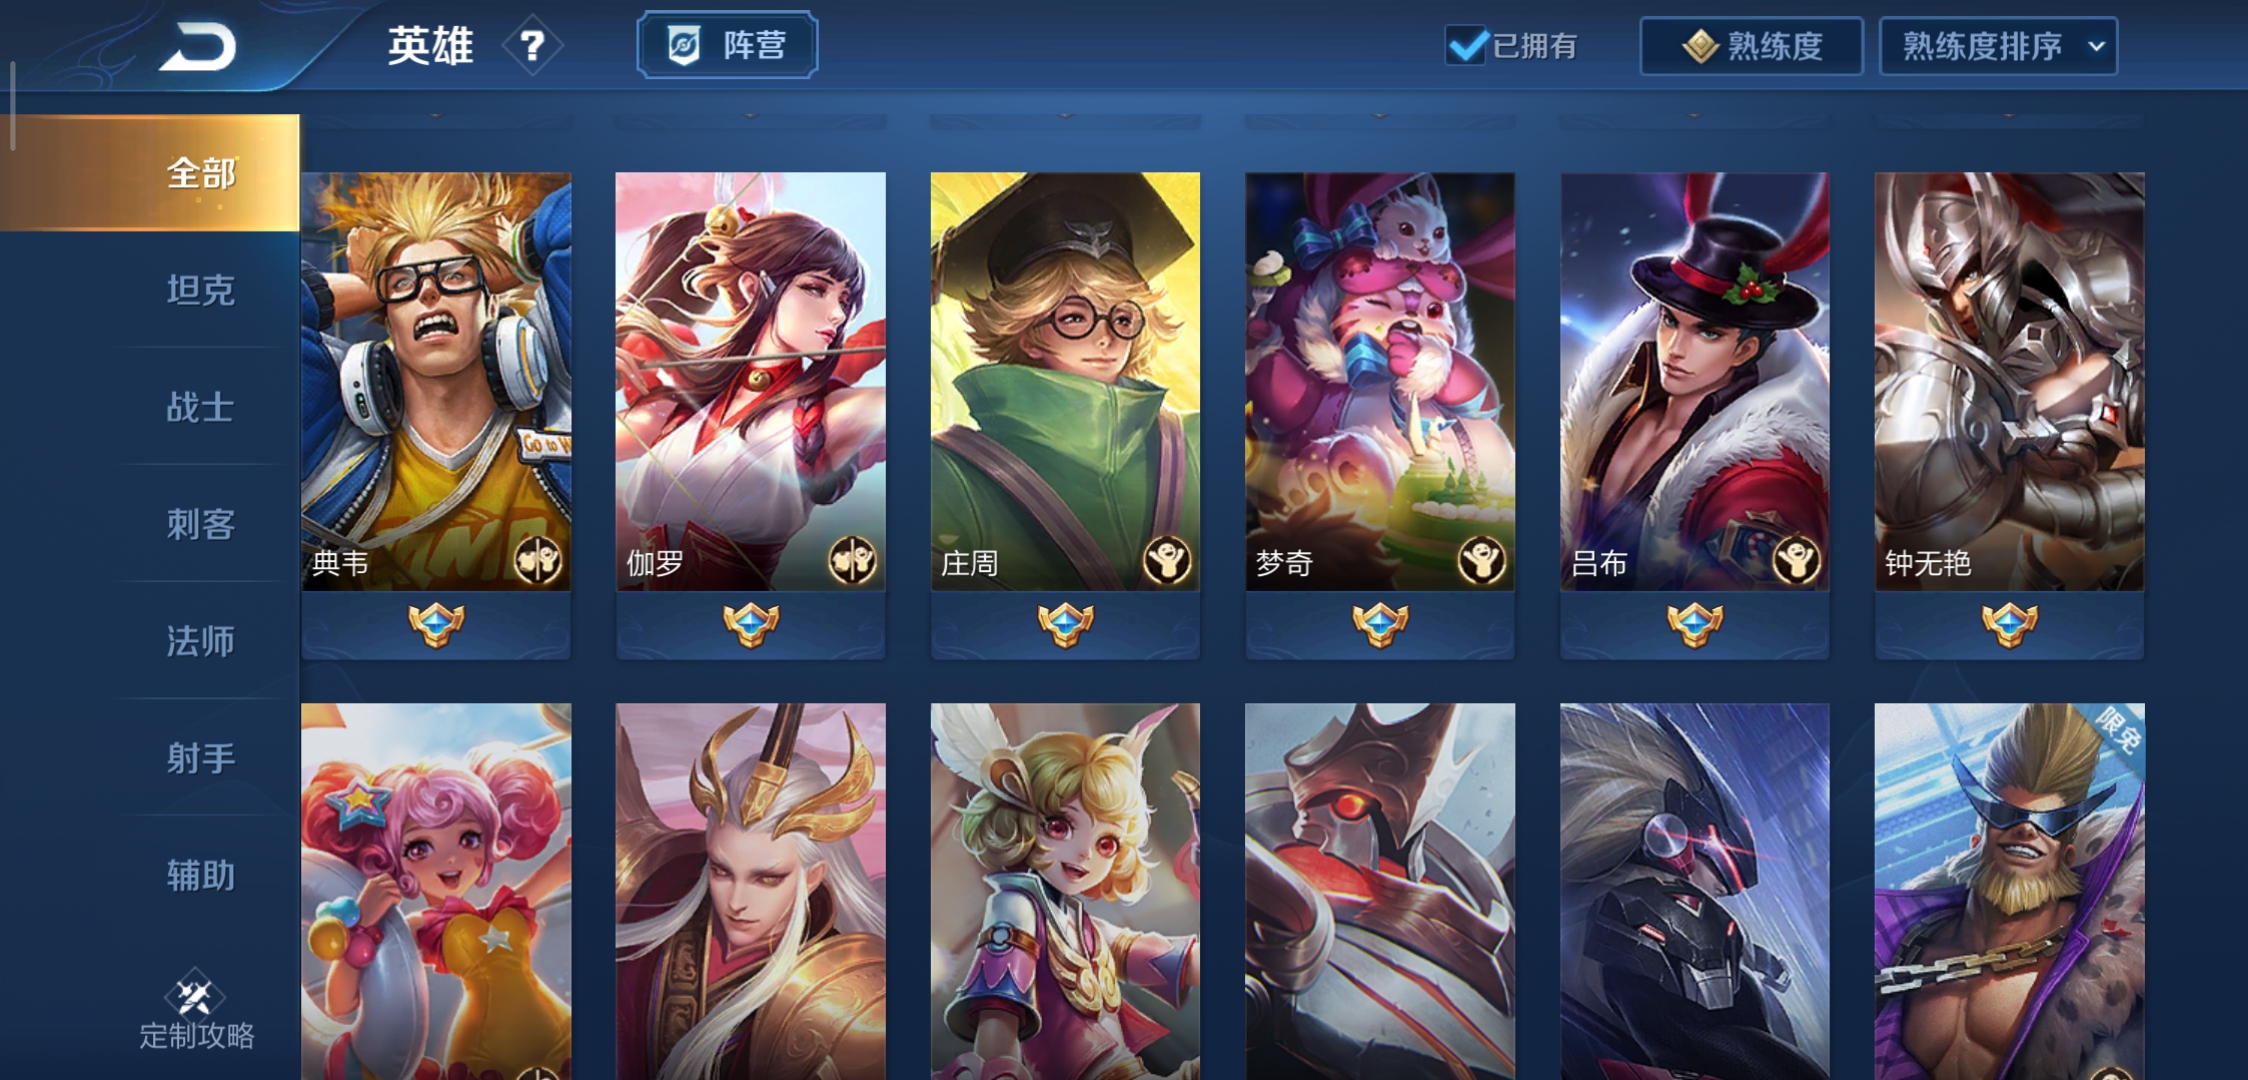 英雄
?
阵营
已拥有
熟练度
熟练度排序
全部
坦克
战士
刺客
法师
射手
辅助
定制攻略
Go to W
典韦
伽罗
庄周
梦奇
吕布
钟无艳
限免